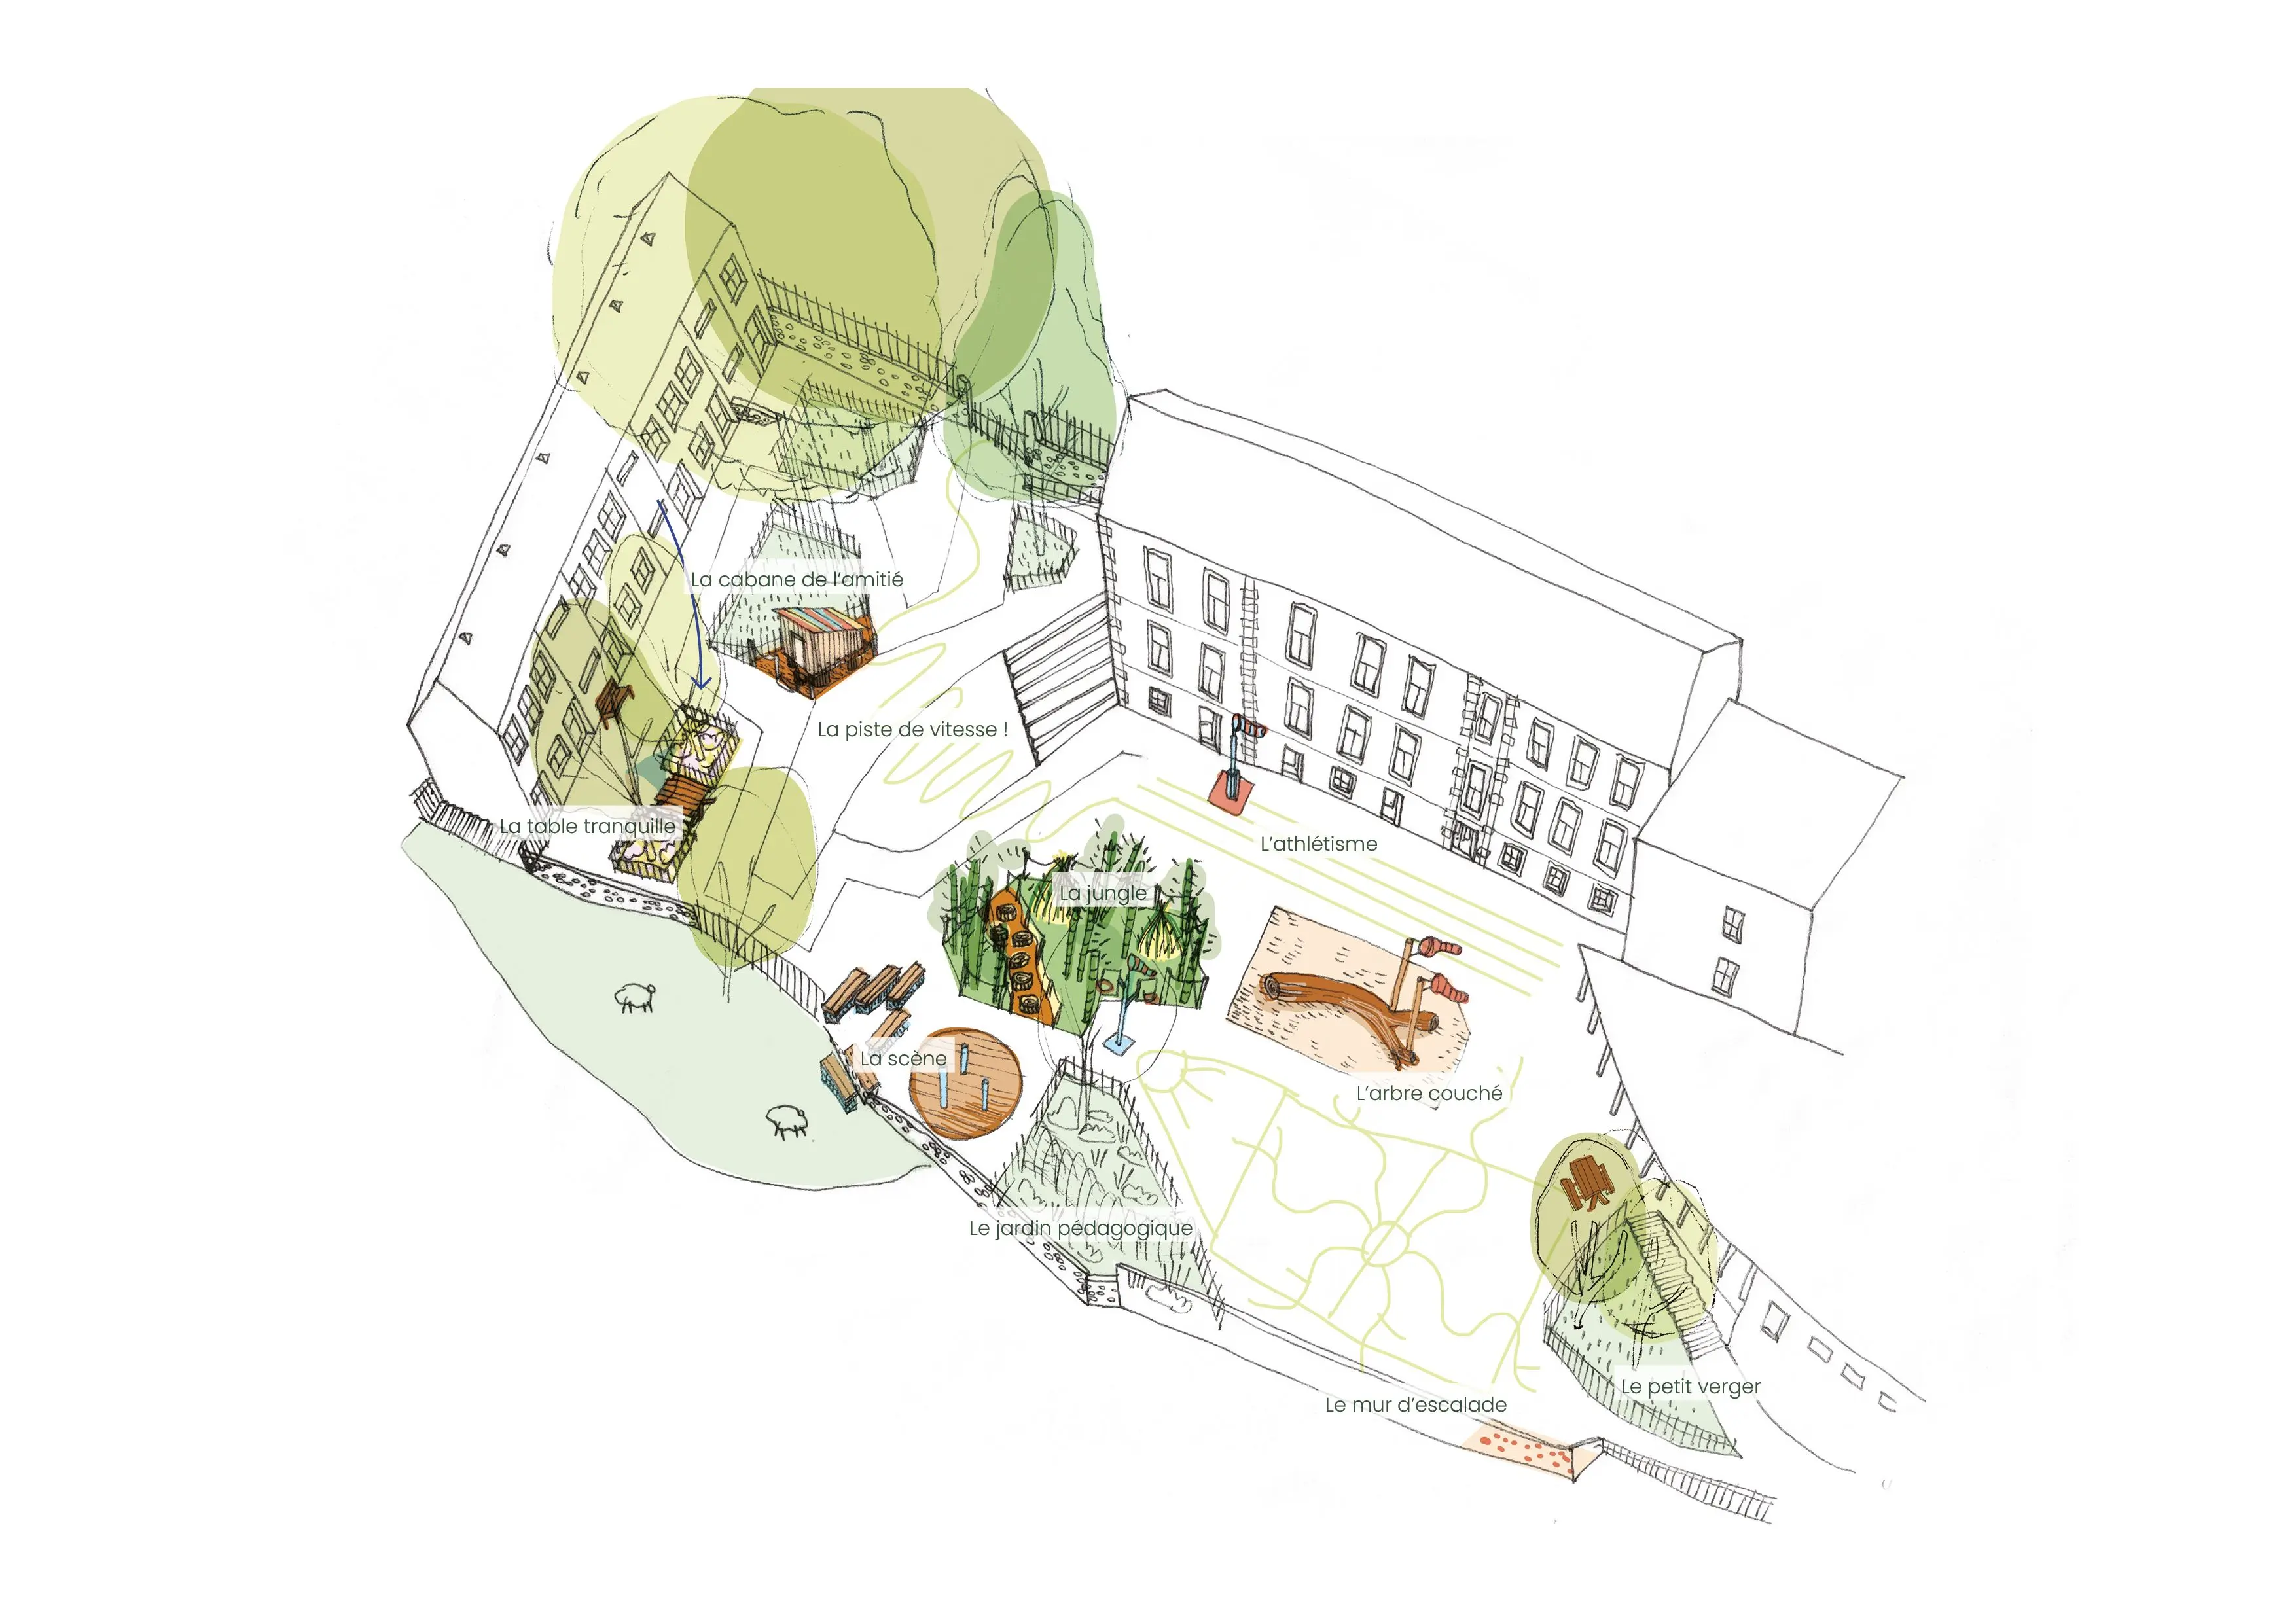 La cabane de l'amitié
La piste de vitesse !
La table tranquille
L'athlétisme
La jungle
La scène
L'arbre couché
Le jardin pédagogique
Le petit verger
Le mur d'escalade